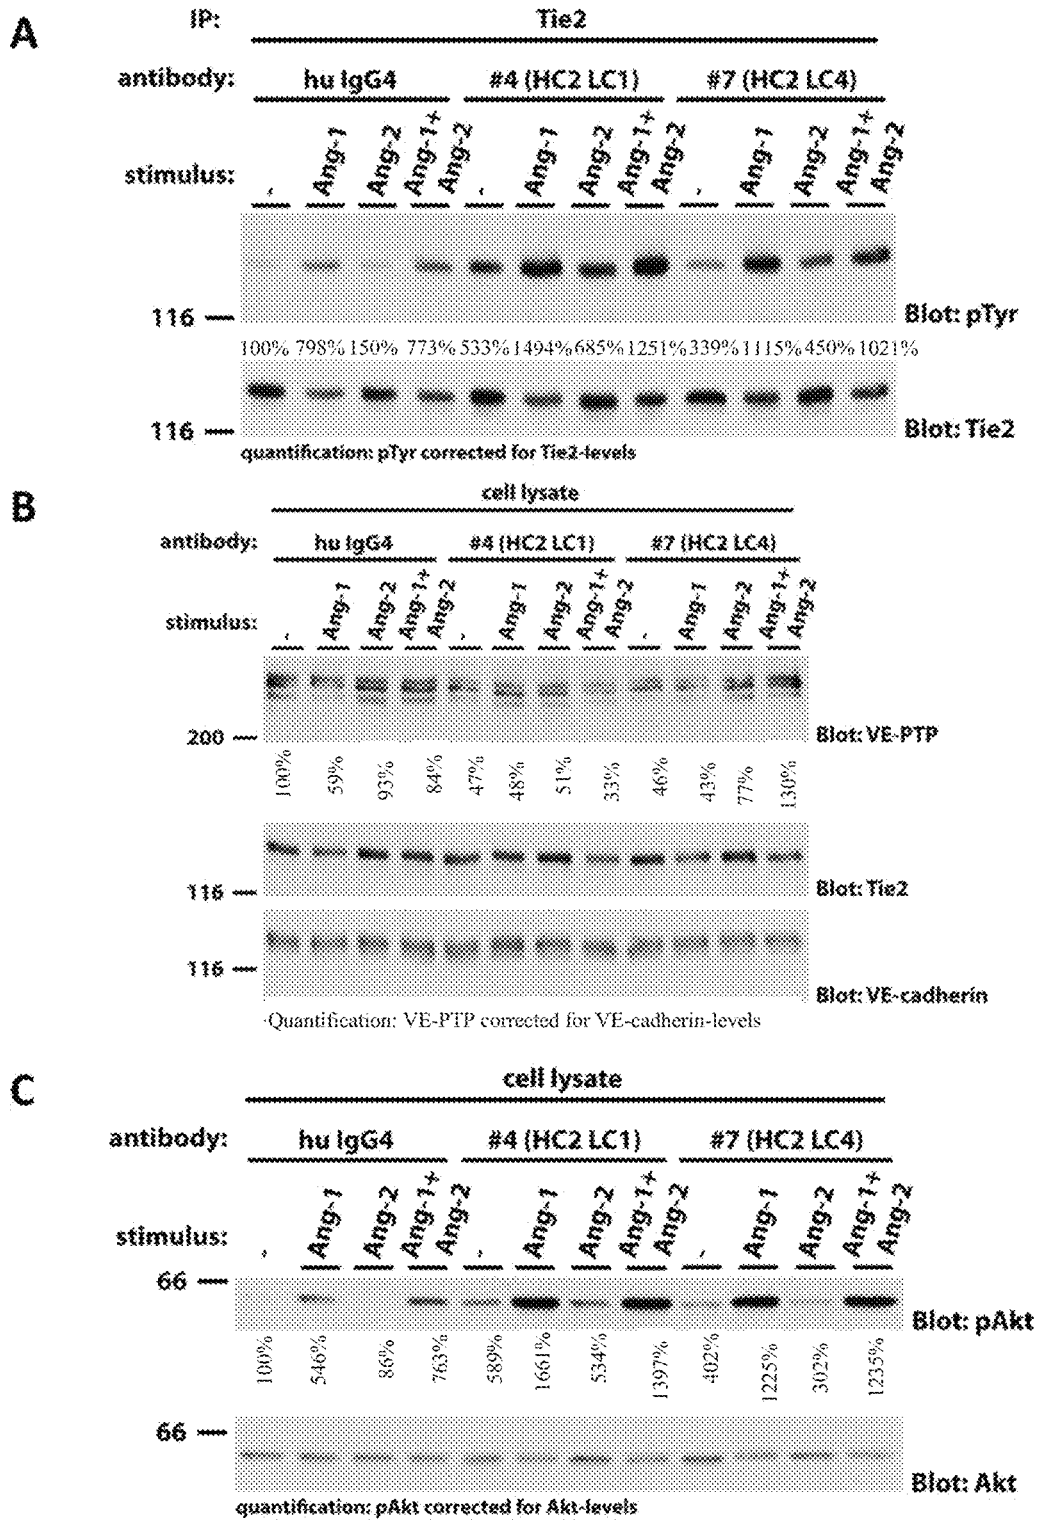 A
IP: Tie2
antibody: hu IgG4 #4 (HC2 LC1) #7 (HC2 LC4)
stimulus: - Ang-1 Ang-2 Ang-1+ Ang-2 - Ang-1 Ang-2 Ang-1+ Ang-2 - Ang-1 Ang-2 Ang-1+ Ang-2
116
Blot: pTyr
100% 798% 150% 773% 533% 1494% 685% 1251% 339% 1115% 450% 1021%
116
Blot: Tie2
quantification: pTyr corrected for Tie2-levels
B
cell lysate
antibody: hu IgG4 #4 (HC2 LC1) #7 (HC2 LC4)
stimulus: - Ang-1 Ang-2 Ang-1+ Ang-2 - Ang-1 Ang-2 Ang-1+ Ang-2 - Ang-1 Ang-2 Ang-1+ Ang-2
200
Blot: VE-PTP
100% 59% 93% 84% 47% 48% 51% 33% 46% 43% 77% 130%
116
Blot: Tie2
116
Blot: VE-cadherin
Quantification: VE-PTP corrected for VE-cadherin-levels
C
cell lysate
antibody: hu IgG4 #4 (HC2 LC1) #7 (HC2 LC4)
stimulus: - Ang-1 Ang-2 Ang-1+ Ang-2 - Ang-1 Ang-2 Ang-1+ Ang-2 - Ang-1 Ang-2 Ang-1+ Ang-2
66
Blot: pAkt
100% 546% 86% 763% 589% 1661% 534% 1397% 402% 1225% 302% 1235%
66
Blot: Akt
quantification: pAkt corrected for Akt-levels